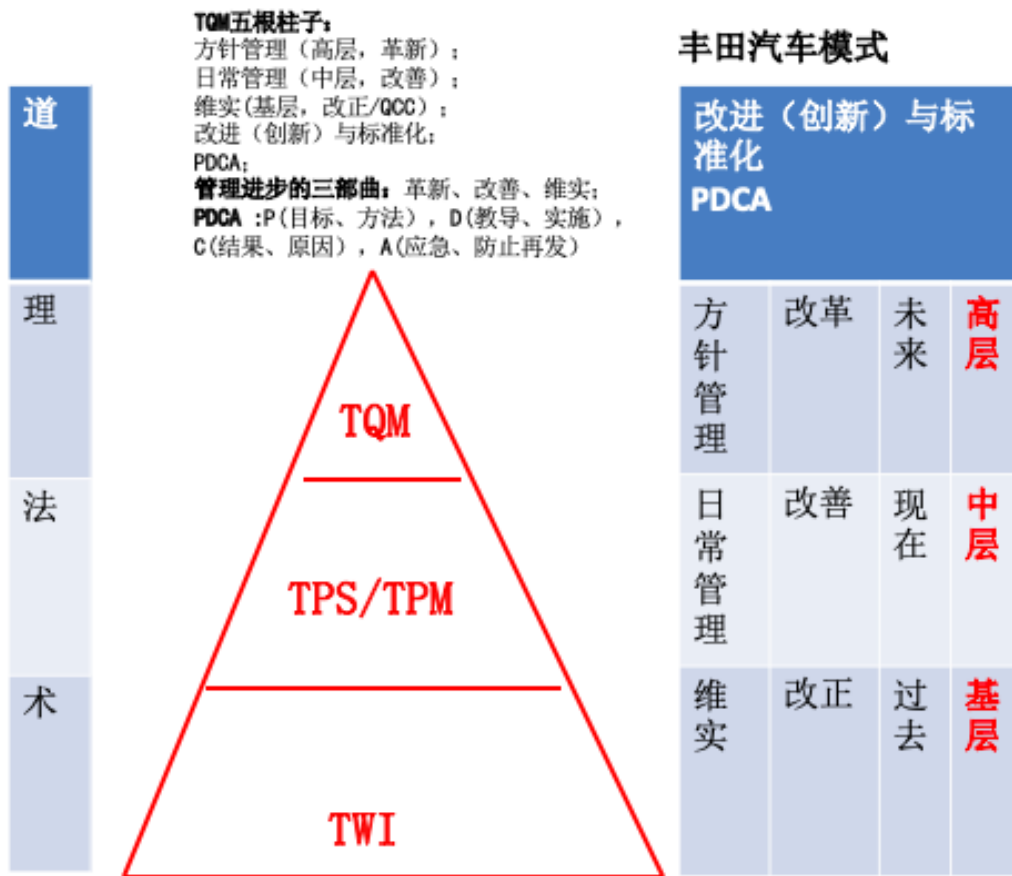 TQM五根柱子:
方针管理（高层，革新）;
日常管理（中层，改善）;
维实(基层，改正/QCC）;
改进（创新）与标准化;
PDCA;
管理进步的三部曲: 革新、改善、维实;
PDCA :P(目标、方法），D(教导、实施），
C(结果、原因），A(应急、防止再发）
丰田汽车模式
道
改进（创新）与标
准化
PDCA
理
TQM
方针管理
改革
未来
高层
法
TPS/TPM
日常管理
改善
现在
中层
术
TWI
维实
改正
过去
基层